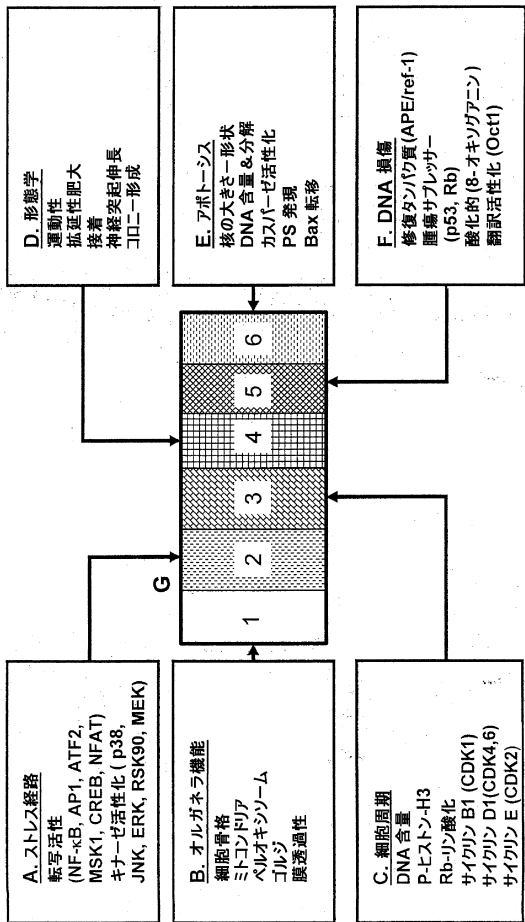 A. ストレス経路
転写活性
(NF-κB, AP1, ATF2,
MSK1, CREB, NFAT)
キナーゼ活性化 ( p38,
JNK, ERK, RSK90, MEK)
B. オルガネラ機能
細胞骨格
ミトコンドリア
ペルオキシソーム
ゴルジ
膜透過性
C. 細胞周期
DNA 含量
P-ヒストン-H3
Rb-リン酸化
サイクリン B1 (CDK1)
サイクリン D1(CDK4,6)
サイクリン E (CDK2)
G
1
2
3
4
5
6
D. 形態学
運動性
拡延性肥大
接着
神経突起伸長
コロニー形成
E. アポトーシス
核の大きさ－形状
DNA 含量 & 分解
カスパーゼ活性化
PS 発現
Bax 転移
F. DNA 損傷
修復タンパク質(APE/ref-1)
腫瘍サプレッサー
(p53, Rb)
酸化的 (8-オキソグアニン)
翻訳活性化 (Oct1)